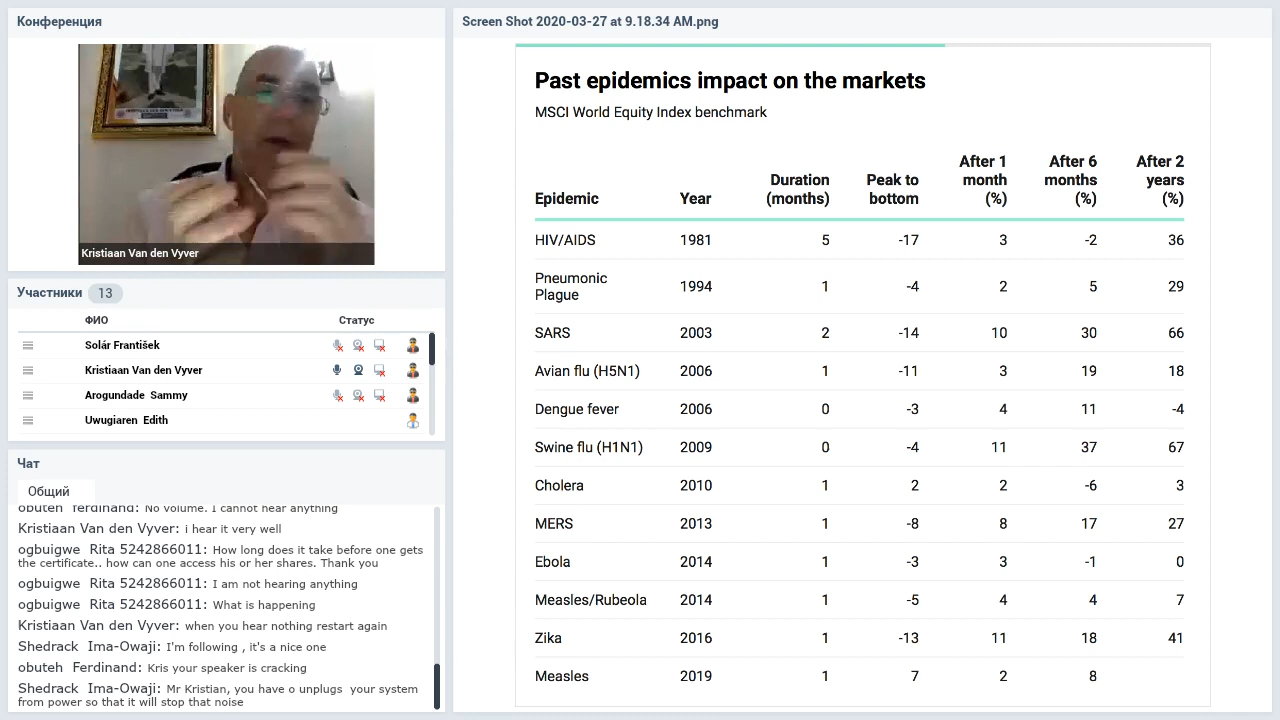 Конференция
Kristiaan Van den Vyver
Участники 13
ФИО Статус
Solár František
Kristiaan Van den Vyver
Arogundade Sammy
Uwugiaren Edith
Чат
Общий
obuten ferdinand: No volume. I cannot hear anything
Kristiaan Van den Vyver: i hear it very well
ogbuigwe Rita 5242866011: How long does it take before one gets
the certificate.. how can one access his or her shares. Thank you
ogbuigwe Rita 5242866011: I am not hearing anything
ogbuigwe Rita 5242866011: What is happening
Kristiaan Van den Vyver: when you hear nothing restart again
Shedrack Ima-Owaji: I'm following , it's a nice one
obuteh Ferdinand: Kris your speaker is cracking
Shedrack Ima-Owaji: Mr Kristian, you have o unplugs your system
from power so that it will stop that noise
Screen Shot 2020-03-27 at 9.18.34 AM.png
Past epidemics impact on the markets
MSCI World Equity Index benchmark
Epidemic Year Duration (months) Peak to bottom After 1 month (%) After 6 months (%) After 2 years (%)
HIV/AIDS 1981 5 -17 3 -2 36
Pneumonic Plague 1994 1 -4 2 5 29
SARS 2003 2 -14 10 30 66
Avian flu (H5N1) 2006 1 -11 3 19 18
Dengue fever 2006 0 -3 4 11 -4
Swine flu (H1N1) 2009 0 -4 11 37 67
Cholera 2010 1 2 2 -6 3
MERS 2013 1 -8 8 17 27
Ebola 2014 1 -3 3 -1 0
Measles/Rubeola 2014 1 -5 4 4 7
Zika 2016 1 -13 11 18 41
Measles 2019 1 7 2 8